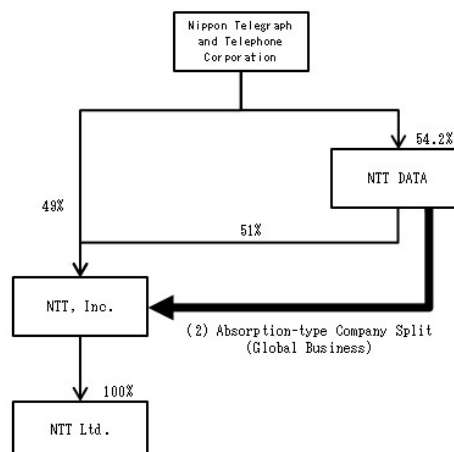 Nippon Telegraph
and Telephone
Corporation
54.2%
NTT DATA
49%
51%
NTT, Inc.
(2) Absorption-type Company Split
(Global Business)
100%
NTT Ltd.